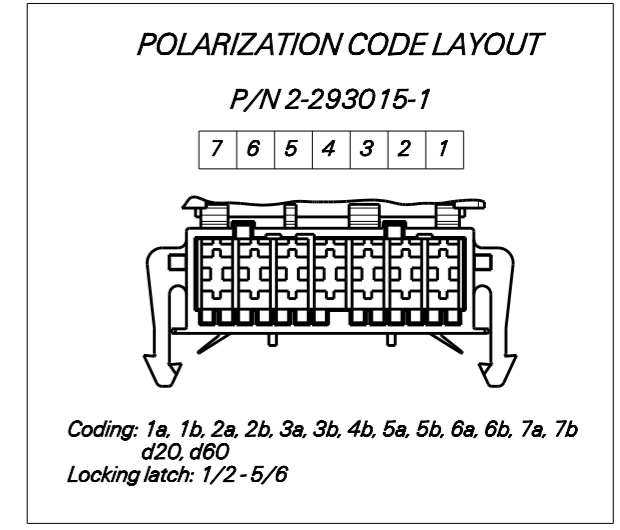 POLARIZATION CODE LAYOUT
P/N 2-293015-1
7 6 5 4 3 2 1
Coding: 1a, 1b, 2a, 2b, 3a, 3b, 4b, 5a, 5b, 6a, 6b, 7a, 7b
d20, d60
Locking latch: 1/2 - 5/6